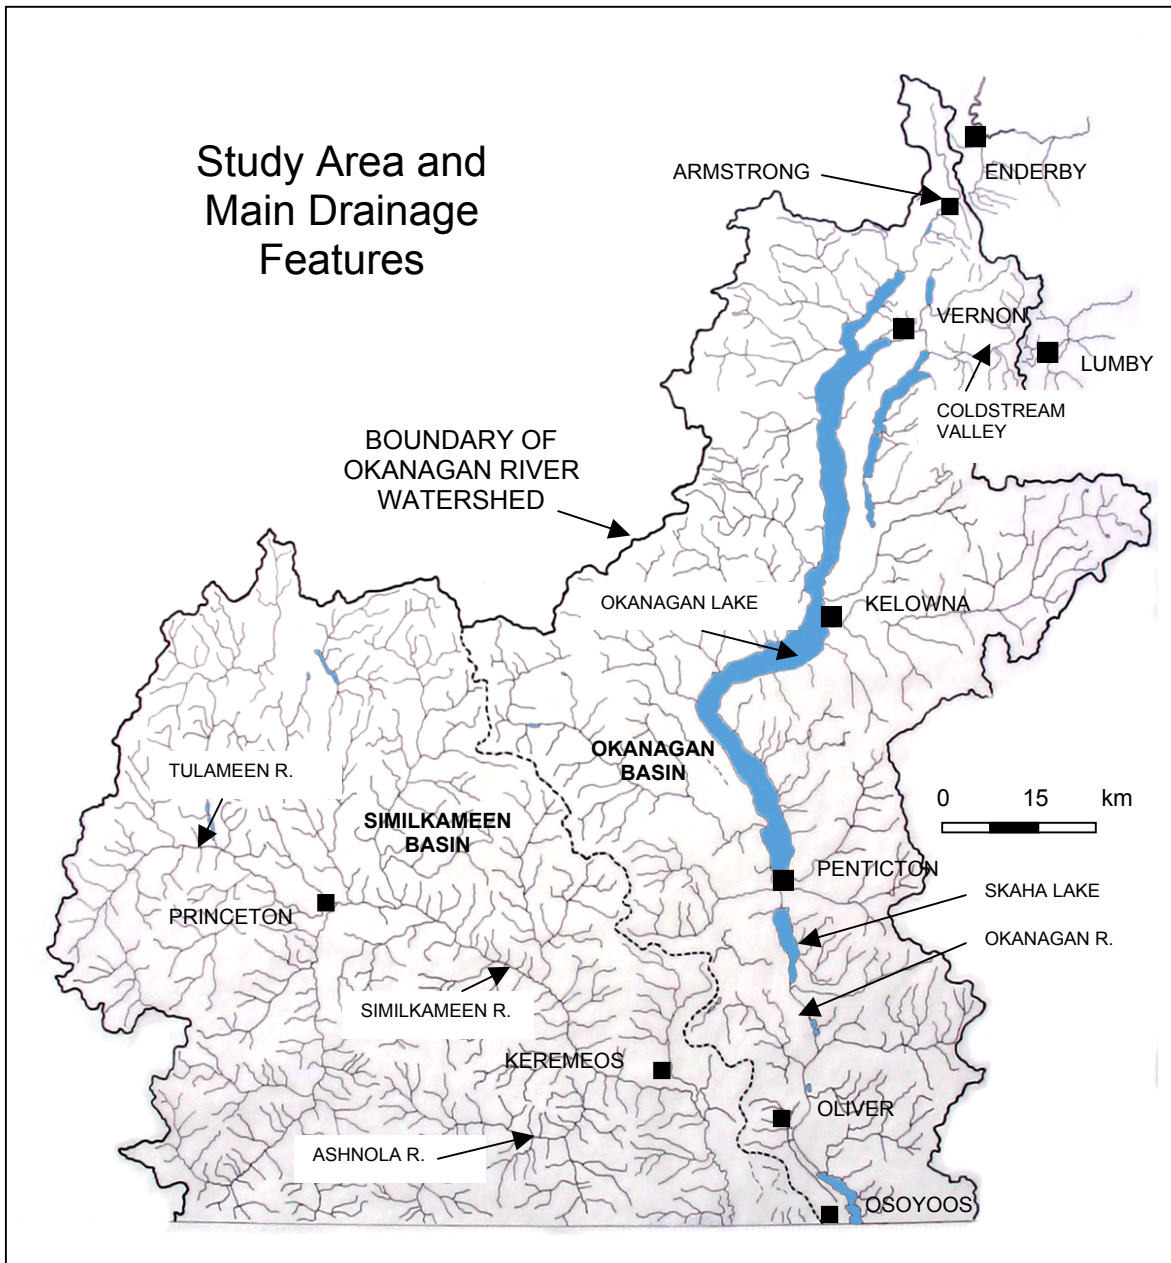 Study Area and
Main Drainage
Features
ARMSTRONG
ENDERBY
VERNON
LUMBY
COLDSTREAM
VALLEY
BOUNDARY OF
OKANAGAN RIVER
WATERSHED
OKANAGAN LAKE
KELOWNA
OKANAGAN
BASIN
TULAMEEN R.
SIMILKAMEEN
BASIN
0 15 km
PENTICTON
SKAHA LAKE
PRINCETON
OKANAGAN R.
SIMILKAMEEN R.
KEREMEOS
OLIVER
ASHNOLA R.
OSOYOOS